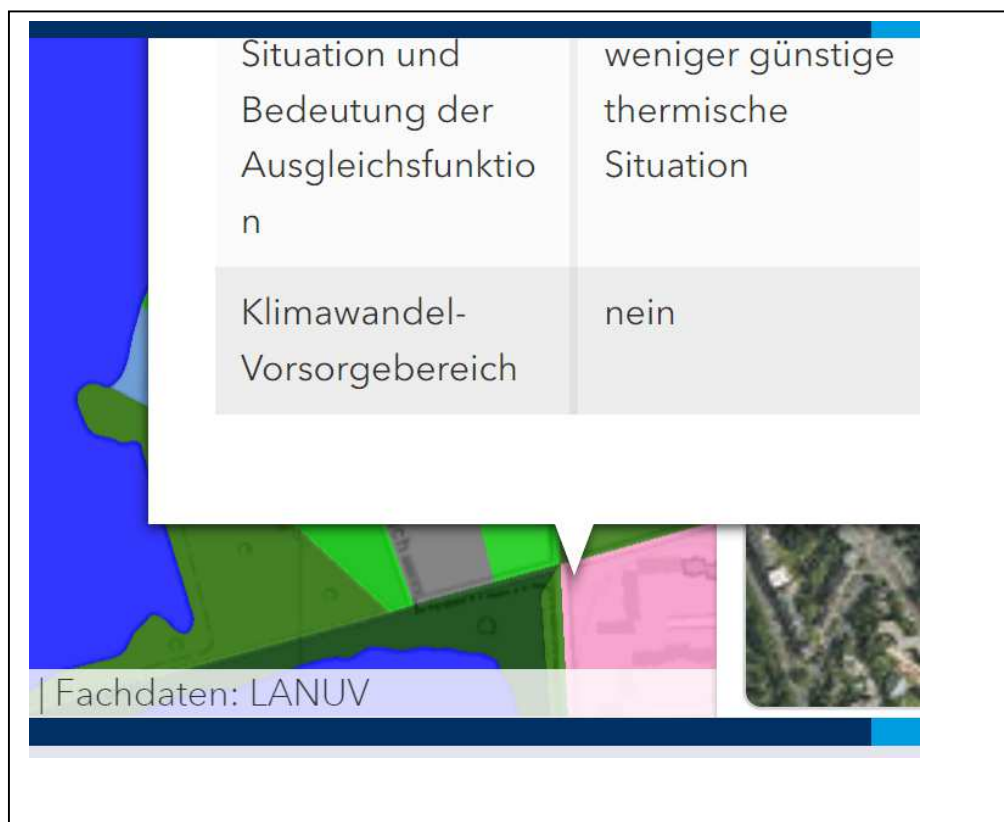 Situation und
Bedeutung der
Ausgleichsfunktio
n
weniger günstige
thermische
Situation
Klimawandel-
Vorsorgebereich
nein
| Fachdaten: LANUV